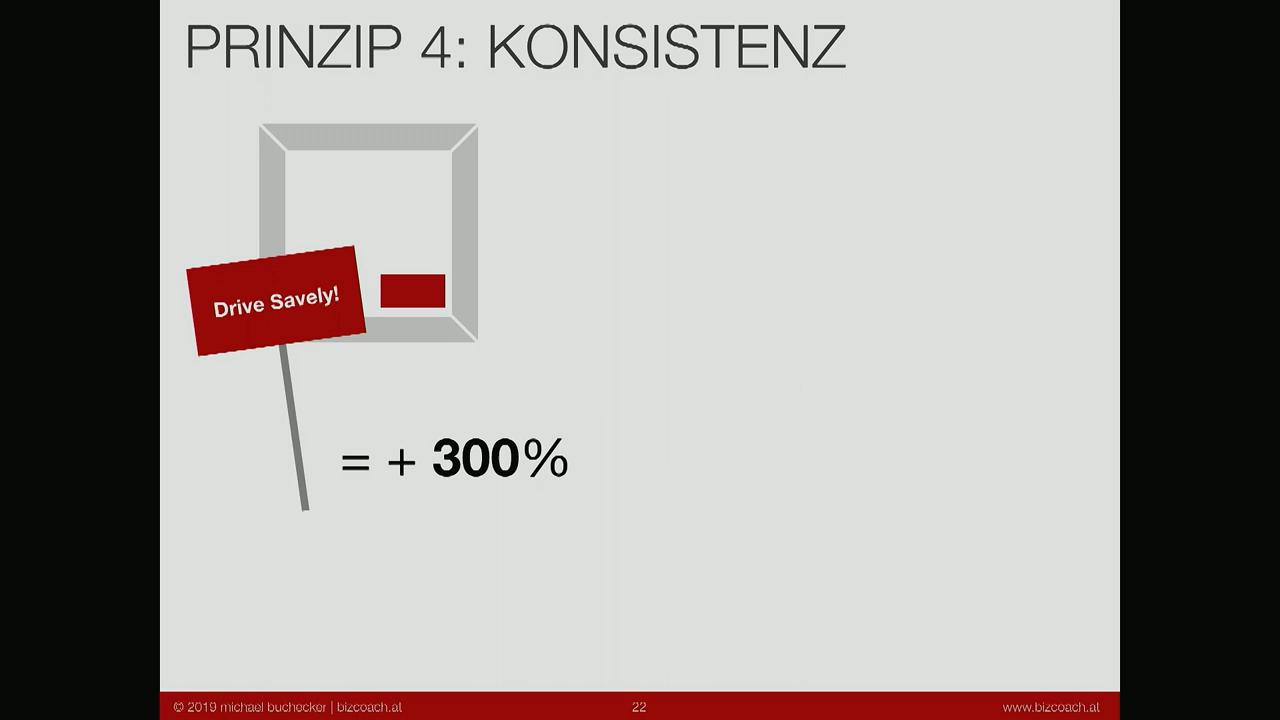 PRINZIP 4: KONSISTENZ
Drive Savely!
= + 300%
© 2019 michael buchecker | bizcoach.at
22
www.bizcoach.at